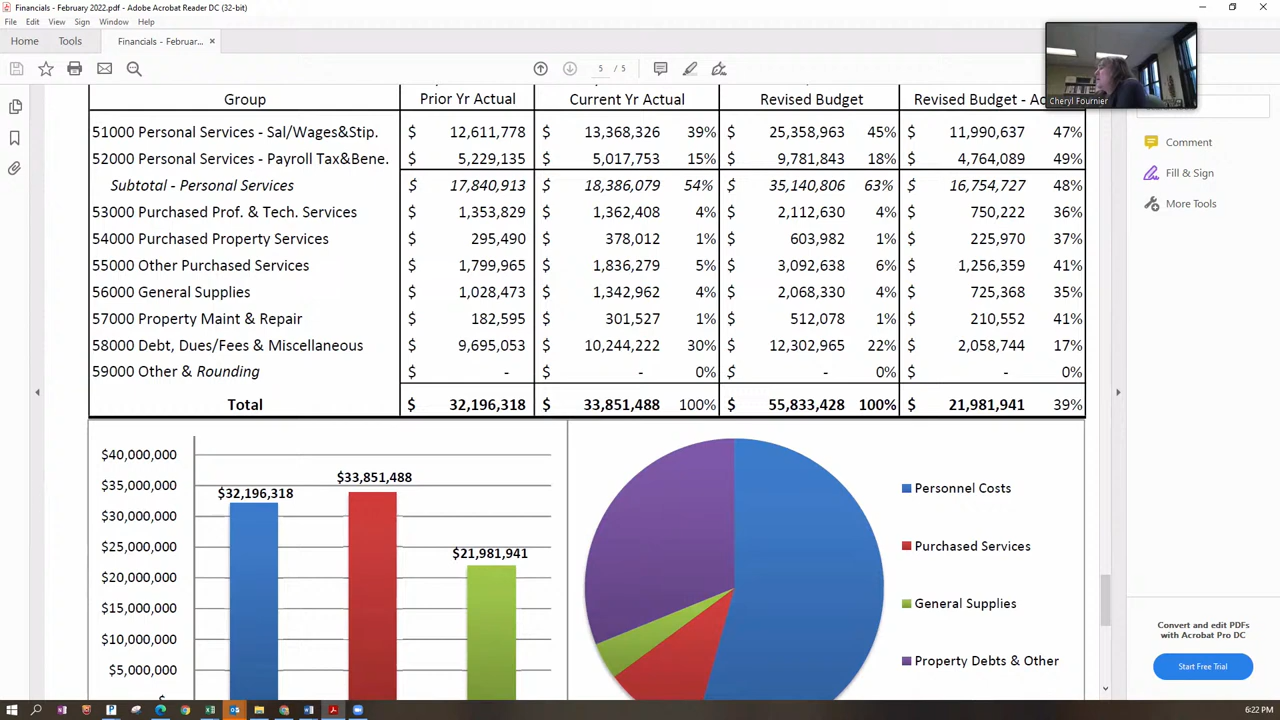 Financials - February 2022.pdf - Adobe Acrobat Reader DC (32-bit)
File Edit View Sign Window Help
Home Tools Financials - Februar... ×
5 / 5
Cheryl Fournier
Group Prior Yr Actual Current Yr Actual Revised Budget Revised Budget - Ac
51000 Personal Services - Sal/Wages&Stip. $ 12,611,778 $ 13,368,326 39% $ 25,358,963 45% $ 11,990,637 47%
52000 Personal Services - Payroll Tax&Bene. $ 5,229,135 $ 5,017,753 15% $ 9,781,843 18% $ 4,764,089 49%
Subtotal - Personal Services $ 17,840,913 $ 18,386,079 54% $ 35,140,806 63% $ 16,754,727 48%
53000 Purchased Prof. & Tech. Services $ 1,353,829 $ 1,362,408 4% $ 2,112,630 4% $ 750,222 36%
54000 Purchased Property Services $ 295,490 $ 378,012 1% $ 603,982 1% $ 225,970 37%
55000 Other Purchased Services $ 1,799,965 $ 1,836,279 5% $ 3,092,638 6% $ 1,256,359 41%
56000 General Supplies $ 1,028,473 $ 1,342,962 4% $ 2,068,330 4% $ 725,368 35%
57000 Property Maint & Repair $ 182,595 $ 301,527 1% $ 512,078 1% $ 210,552 41%
58000 Debt, Dues/Fees & Miscellaneous $ 9,695,053 $ 10,244,222 30% $ 12,302,965 22% $ 2,058,744 17%
59000 Other & Rounding $ - $ - 0% $ - 0% $ - 0%
Total $ 32,196,318 $ 33,851,488 100% $ 55,833,428 100% $ 21,981,941 39%
$40,000,000
$35,000,000
$30,000,000
$25,000,000
$20,000,000
$15,000,000
$10,000,000
$5,000,000
$32,196,318
$33,851,488
$21,981,941
Personnel Costs
Purchased Services
General Supplies
Property Debts & Other
Comment
Fill & Sign
More Tools
Convert and edit PDFs
with Acrobat Pro DC
Start Free Trial
6:22 PM